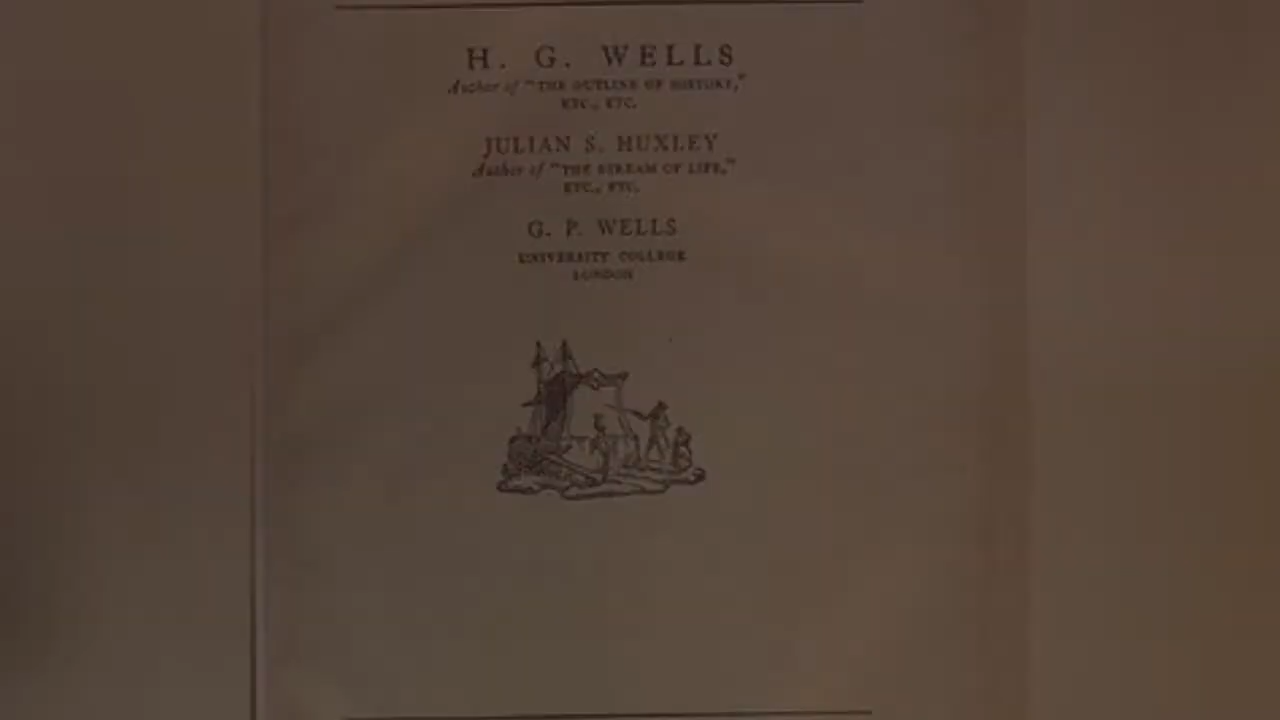 H. G. WELLS
Author of "THE OUTLINE OF HISTORY,"
ETC., ETC.
JULIAN S. HUXLEY
Author of "THE STREAM OF LIFE,"
ETC., ETC.
G. P. WELLS
UNIVERSITY COLLEGE
LONDON